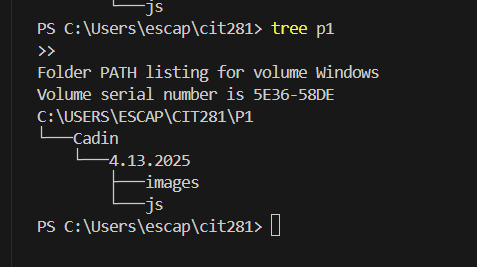 └──js
PS C:\Users\escap\cit281> tree p1
>>
Folder PATH listing for volume Windows
Volume serial number is 5E36-58DE
C:\USERS\ESCAP\CIT281\P1
└──Cadin
    └──4.13.2025
        ├──images
        └──js
PS C:\Users\escap\cit281>